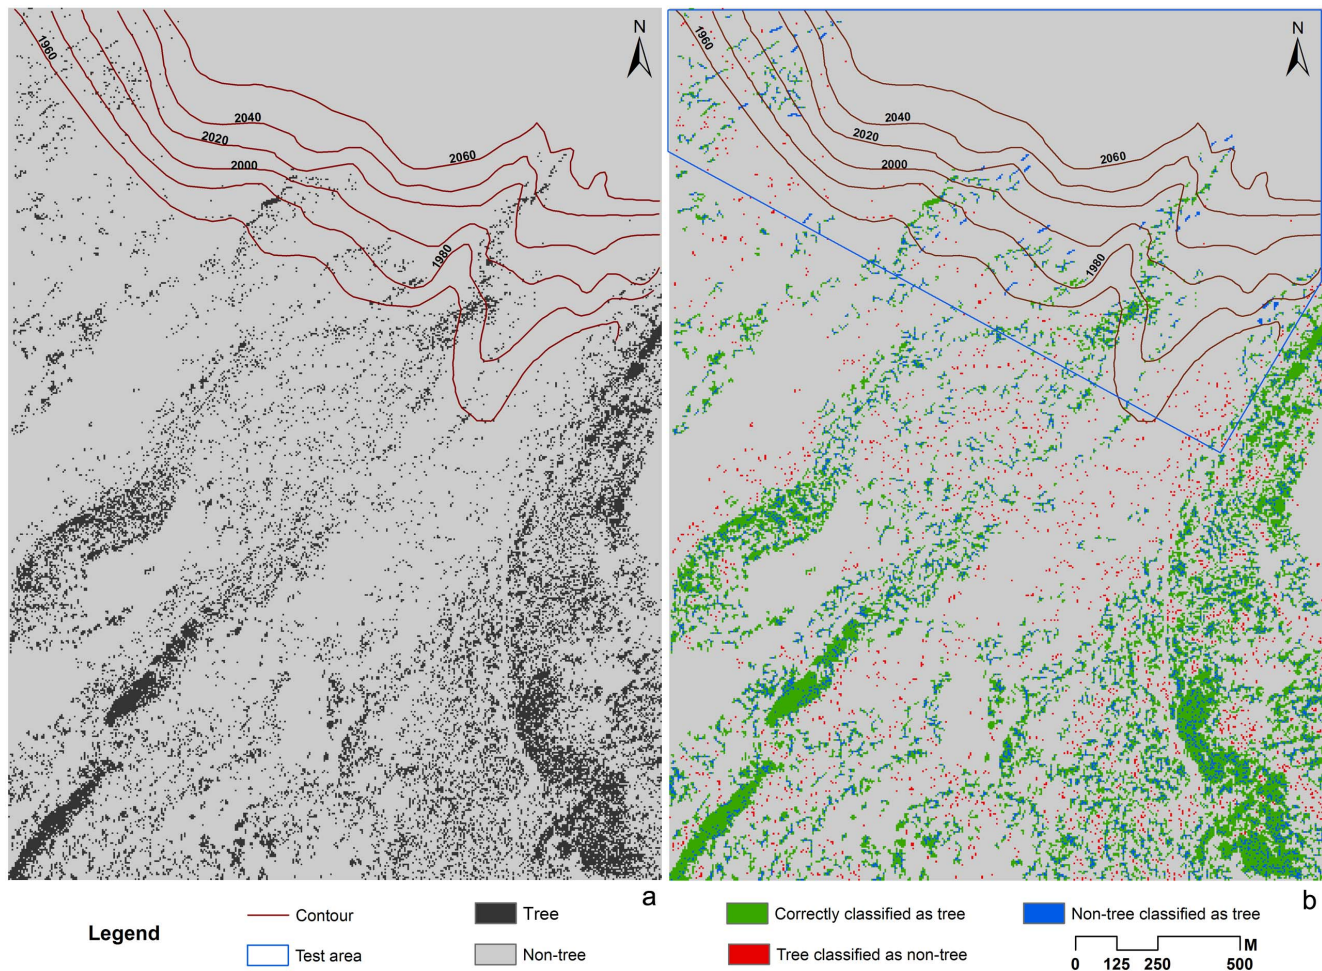 N
1960
2040
2020
2000
2060
1980
N
1960
2040
2020
2000
2060
1980
a
b
Legend
Contour
Test area
Tree
Non-tree
Correctly classified as tree
Tree classified as non-tree
Non-tree classified as tree
M
0 125 250 500